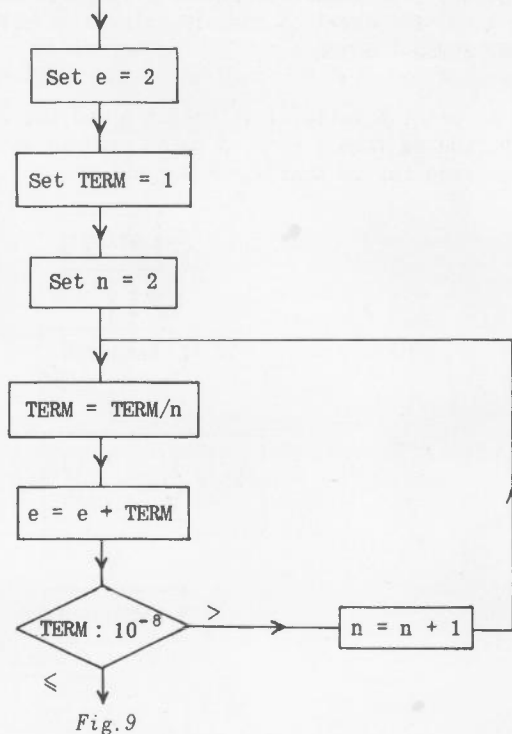 Set e = 2
Set TERM = 1
Set n = 2
TERM = TERM/n
e = e + TERM
TERM : 10⁻⁸
>
n = n + 1
⩽
Fig.9